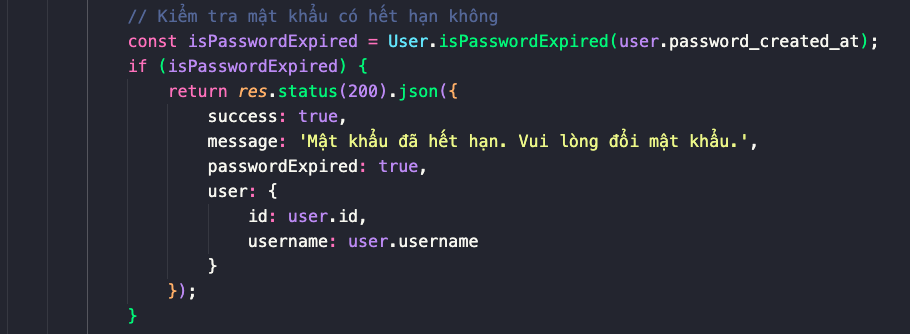 // Kiểm tra mật khẩu có hết hạn không
const isPasswordExpired = User.isPasswordExpired(user.password_created_at);
if (isPasswordExpired) {
return res.status(200).json({
success: true,
message: 'Mật khẩu đã hết hạn. Vui lòng đổi mật khẩu.',
passwordExpired: true,
user: {
id: user.id,
username: user.username
}
});
}